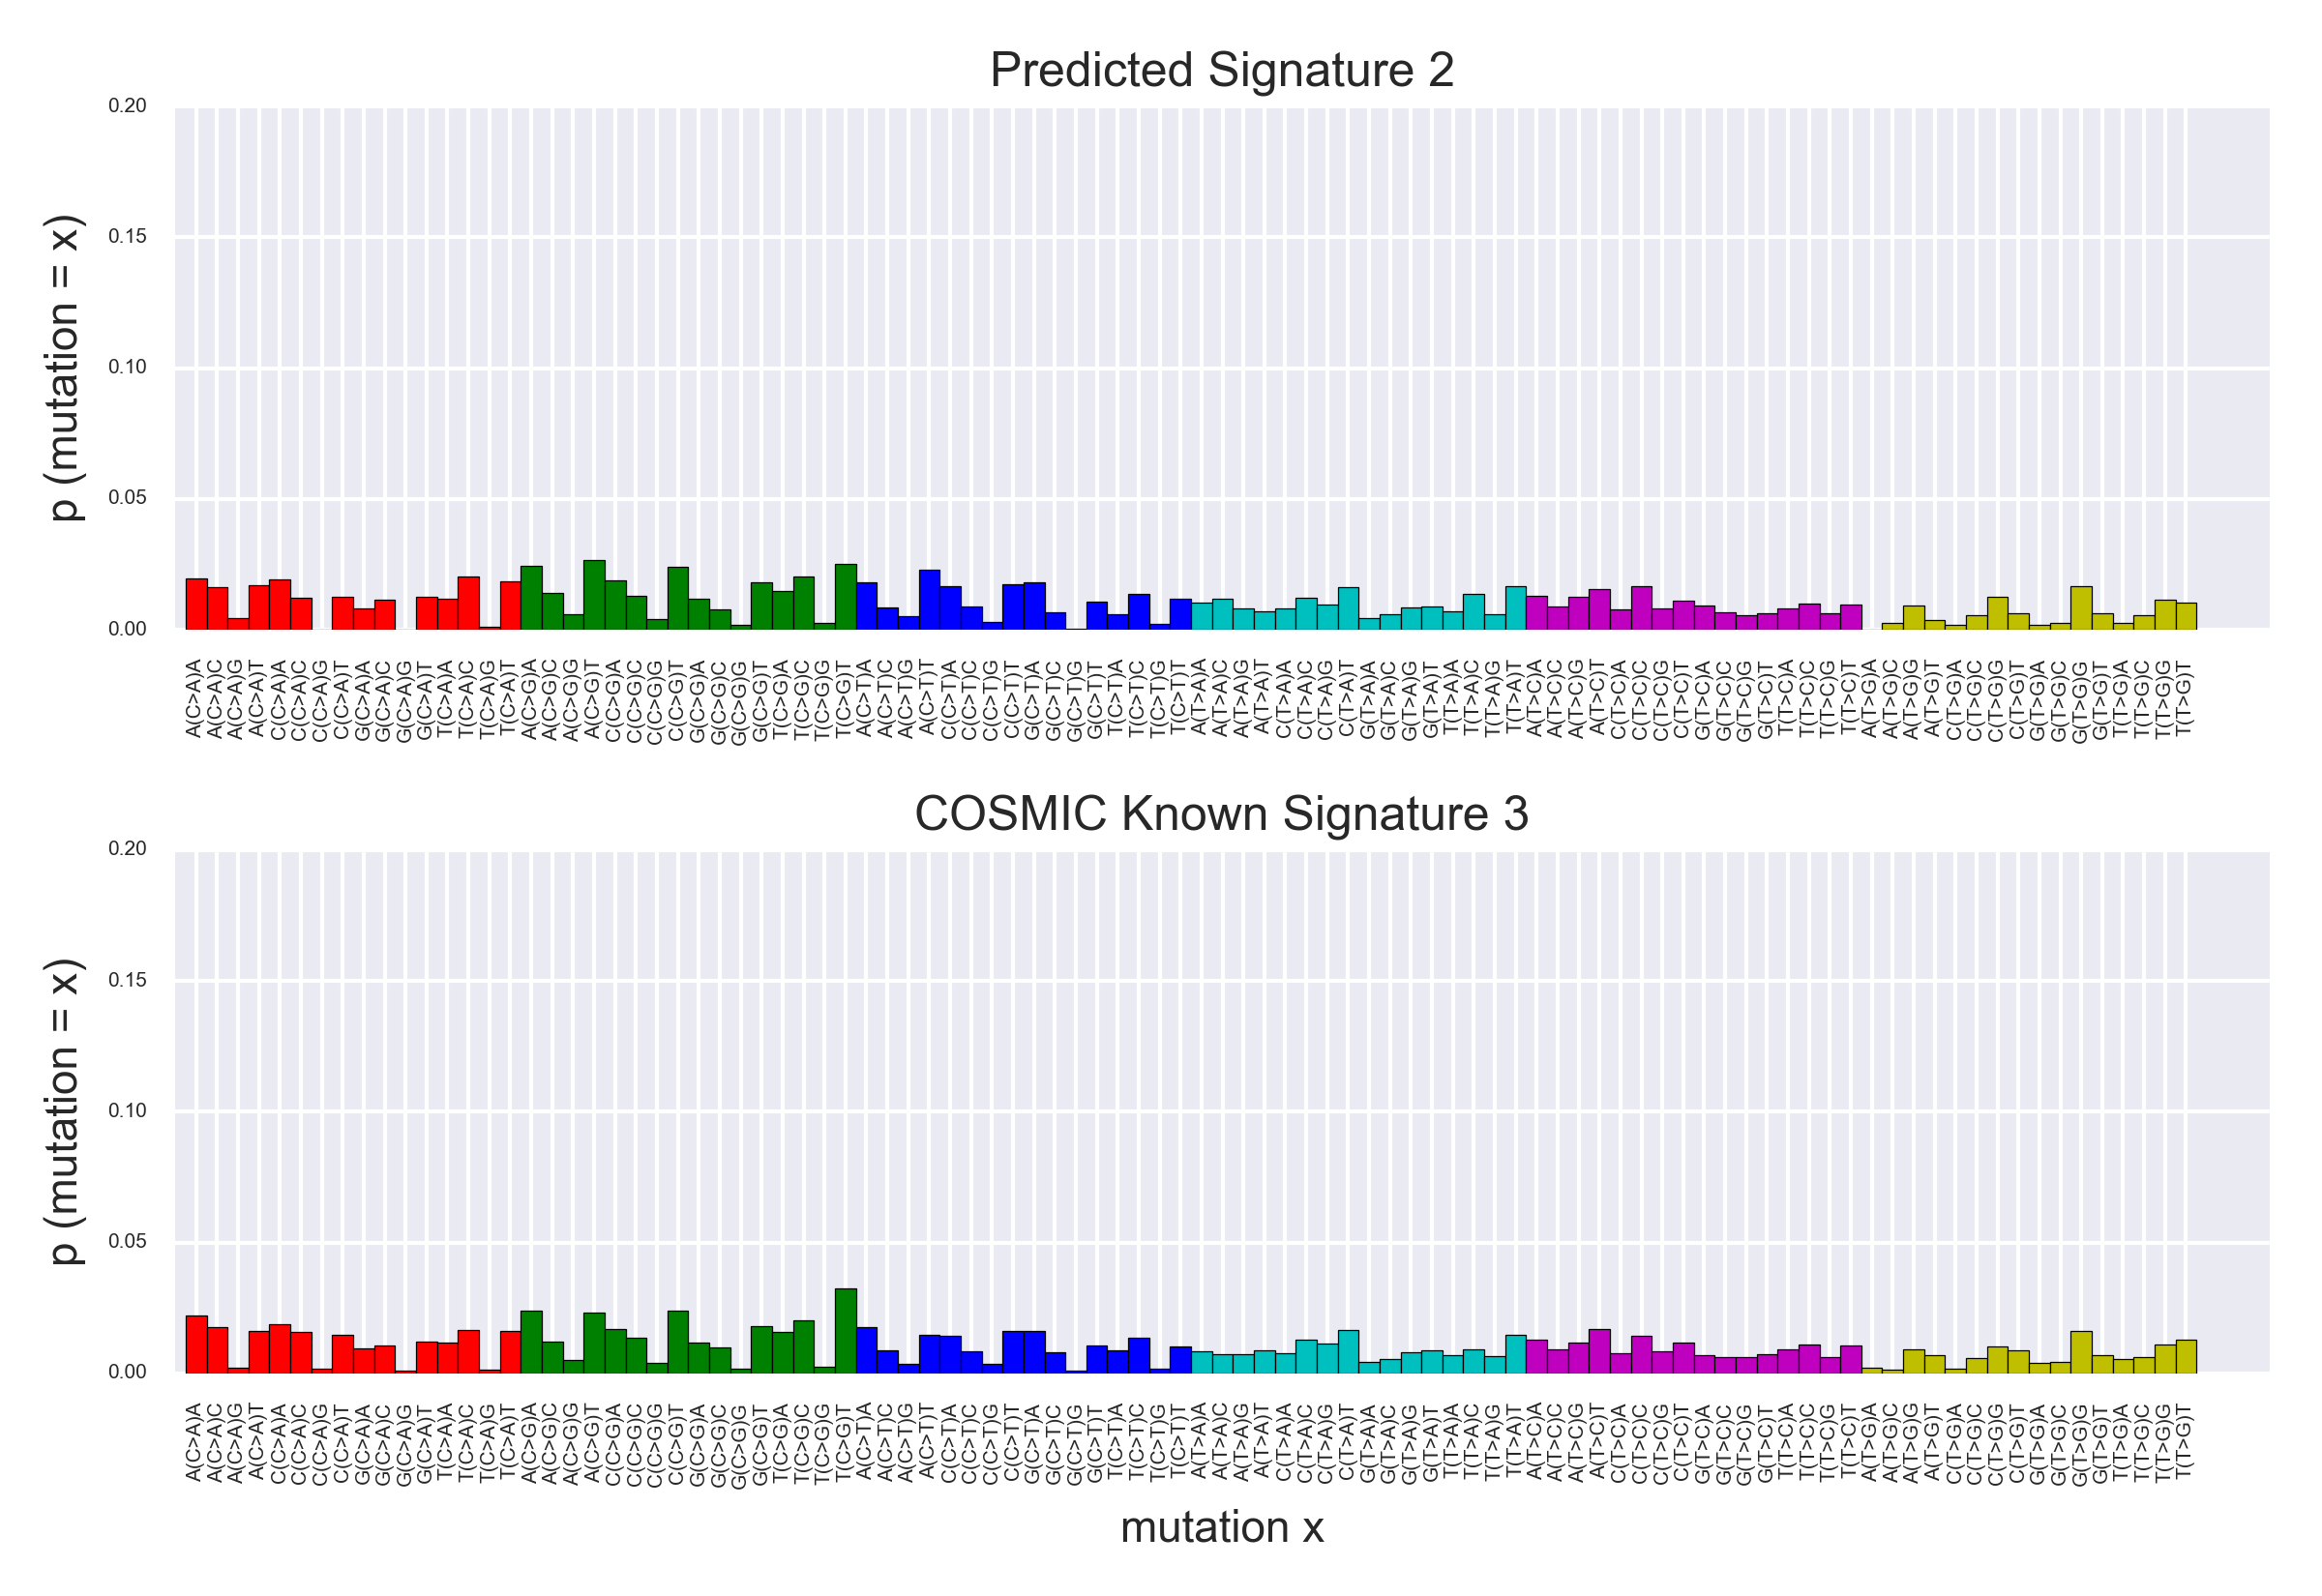 Predicted Signature 2
p (mutation = x)
0.20
0.15
0.10
0.05
0.00
A(C>A)A A(C>A)C A(C>A)G A(C>A)T C(C>A)A C(C>A)C C(C>A)G C(C>A)T G(C>A)A G(C>A)C G(C>A)G G(C>A)T T(C>A)A T(C>A)C T(C>A)G T(C>A)T A(C>G)A A(C>G)C A(C>G)G A(C>G)T C(C>G)A C(C>G)C C(C>G)G C(C>G)T G(C>G)A G(C>G)C G(C>G)G G(C>G)T T(C>G)A T(C>G)C T(C>G)G T(C>G)T A(C>T)A A(C>T)C A(C>T)G A(C>T)T C(C>T)A C(C>T)C C(C>T)G C(C>T)T G(C>T)A G(C>T)C G(C>T)G G(C>T)T T(C>T)A T(C>T)C T(C>T)G T(C>T)T A(T>A)A A(T>A)C A(T>A)G A(T>A)T C(T>A)A C(T>A)C C(T>A)G C(T>A)T G(T>A)A G(T>A)C G(T>A)G G(T>A)T T(T>A)A T(T>A)C T(T>A)G T(T>A)T A(T>C)A A(T>C)C A(T>C)G A(T>C)T C(T>C)A C(T>C)C C(T>C)G C(T>C)T G(T>C)A G(T>C)C G(T>C)G G(T>C)T T(T>C)A T(T>C)C T(T>C)G T(T>C)T A(T>G)A A(T>G)C A(T>G)G A(T>G)T C(T>G)A C(T>G)C C(T>G)G C(T>G)T G(T>G)A G(T>G)C G(T>G)G G(T>G)T T(T>G)A T(T>G)C T(T>G)G T(T>G)T
COSMIC Known Signature 3
p (mutation = x)
0.20
0.15
0.10
0.05
0.00
A(C>A)A A(C>A)C A(C>A)G A(C>A)T C(C>A)A C(C>A)C C(C>A)G C(C>A)T G(C>A)A G(C>A)C G(C>A)G G(C>A)T T(C>A)A T(C>A)C T(C>A)G T(C>A)T A(C>G)A A(C>G)C A(C>G)G A(C>G)T C(C>G)A C(C>G)C C(C>G)G C(C>G)T G(C>G)A G(C>G)C G(C>G)G G(C>G)T T(C>G)A T(C>G)C T(C>G)G T(C>G)T A(C>T)A A(C>T)C A(C>T)G A(C>T)T C(C>T)A C(C>T)C C(C>T)G C(C>T)T G(C>T)A G(C>T)C G(C>T)G G(C>T)T T(C>T)A T(C>T)C T(C>T)G T(C>T)T A(T>A)A A(T>A)C A(T>A)G A(T>A)T C(T>A)A C(T>A)C C(T>A)G C(T>A)T G(T>A)A G(T>A)C G(T>A)G G(T>A)T T(T>A)A T(T>A)C T(T>A)G T(T>A)T A(T>C)A A(T>C)C A(T>C)G A(T>C)T C(T>C)A C(T>C)C C(T>C)G C(T>C)T G(T>C)A G(T>C)C G(T>C)G G(T>C)T T(T>C)A T(T>C)C T(T>C)G T(T>C)T A(T>G)A A(T>G)C A(T>G)G A(T>G)T C(T>G)A C(T>G)C C(T>G)G C(T>G)T G(T>G)A G(T>G)C G(T>G)G G(T>G)T T(T>G)A T(T>G)C T(T>G)G T(T>G)T
mutation x